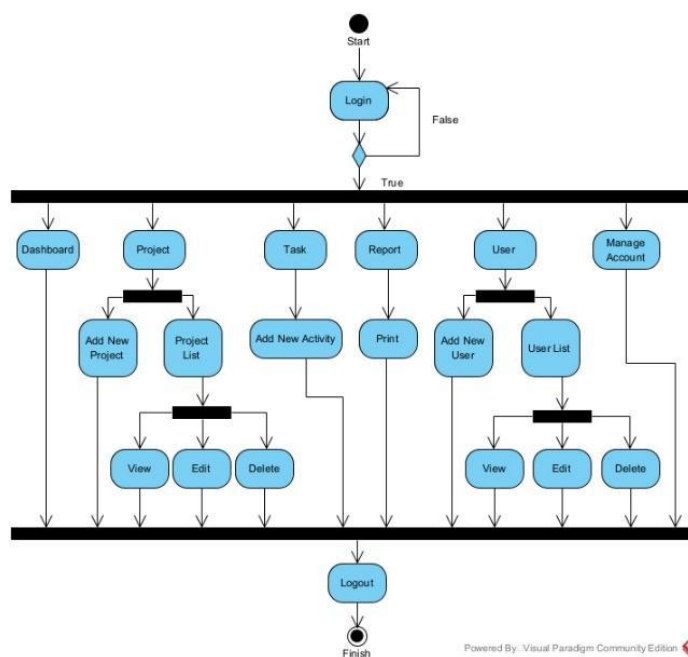 Start
Login
False
True
Dashboard
Project
Task
Report
User
Manage
Account
Add New
Project
Project
List
Add New Activity
Print
Add New
User
User List
View
Edit
Delete
View
Edit
Delete
Logout
Finish
Powered By: Visual Paradigm Community Edition